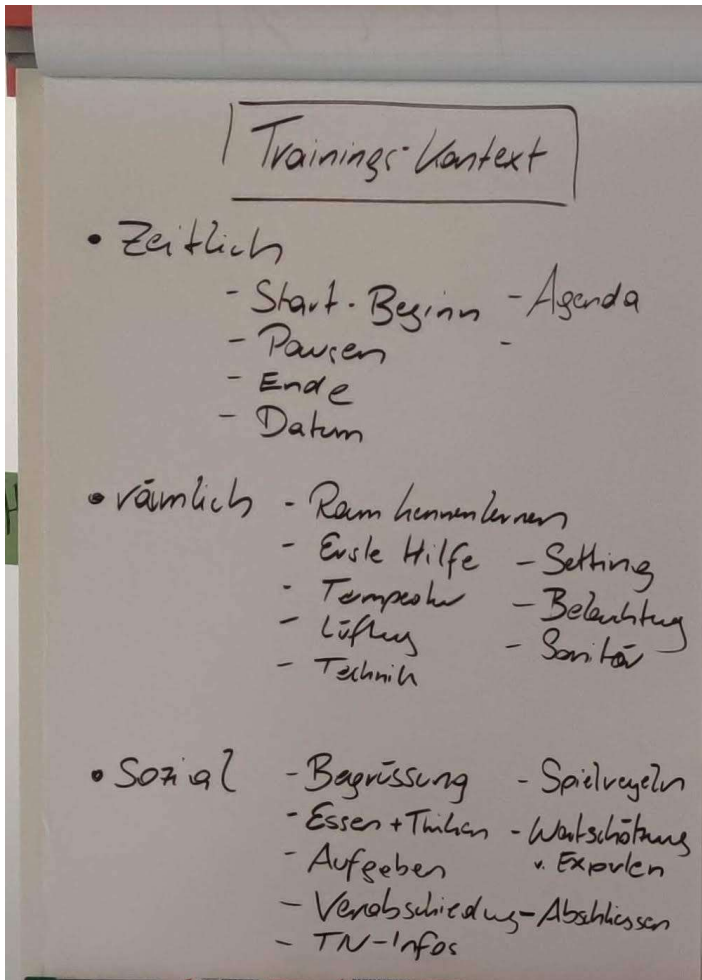 Trainings-Kontext
• Zeitlich
- Start - Beginn - Agenda
- Pausen -
- Ende
- Datum
• räumlich - Raum kennenlernen
- Erste Hilfe - Setting
- Temperatur - Beleuchtung
- Lüftung - Sanitär
- Technik
• Sozial - Begrüssung - Spielregeln
- Essen + Trinken - Wertschätzung
- Aufgaben v. Experten
- Verabschiedung - Abschliessen
- TN-Infos